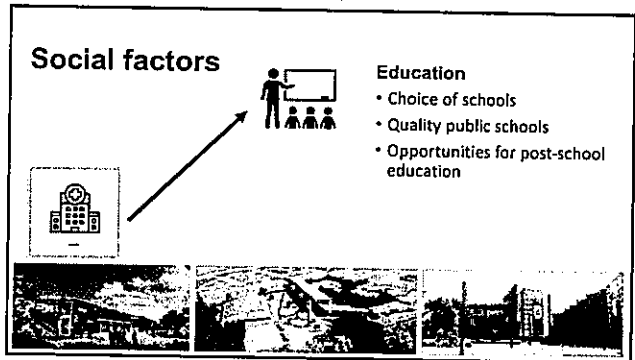 Social factors
Education
• Choice of schools
• Quality public schools
• Opportunities for post-school
education